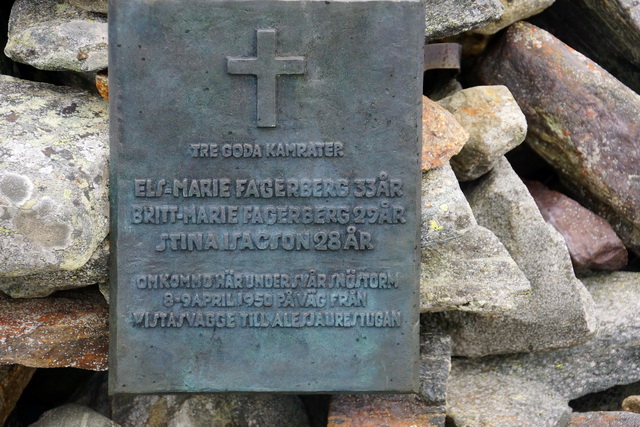 TRE GODA KAMRATER
ELS-MARIE FAGERBERG 33 ÅR
BRITT-MARIE FAGERBERG 29 ÅR
STINA ISACSON 28 ÅR
OMKOMMO HÄR UNDER SVÅR SNÖSTORM
8-9 APRIL 1950 PÅ VÄG FRÅN
VISTASVAGGE TILL ALESJAURESTUGAN